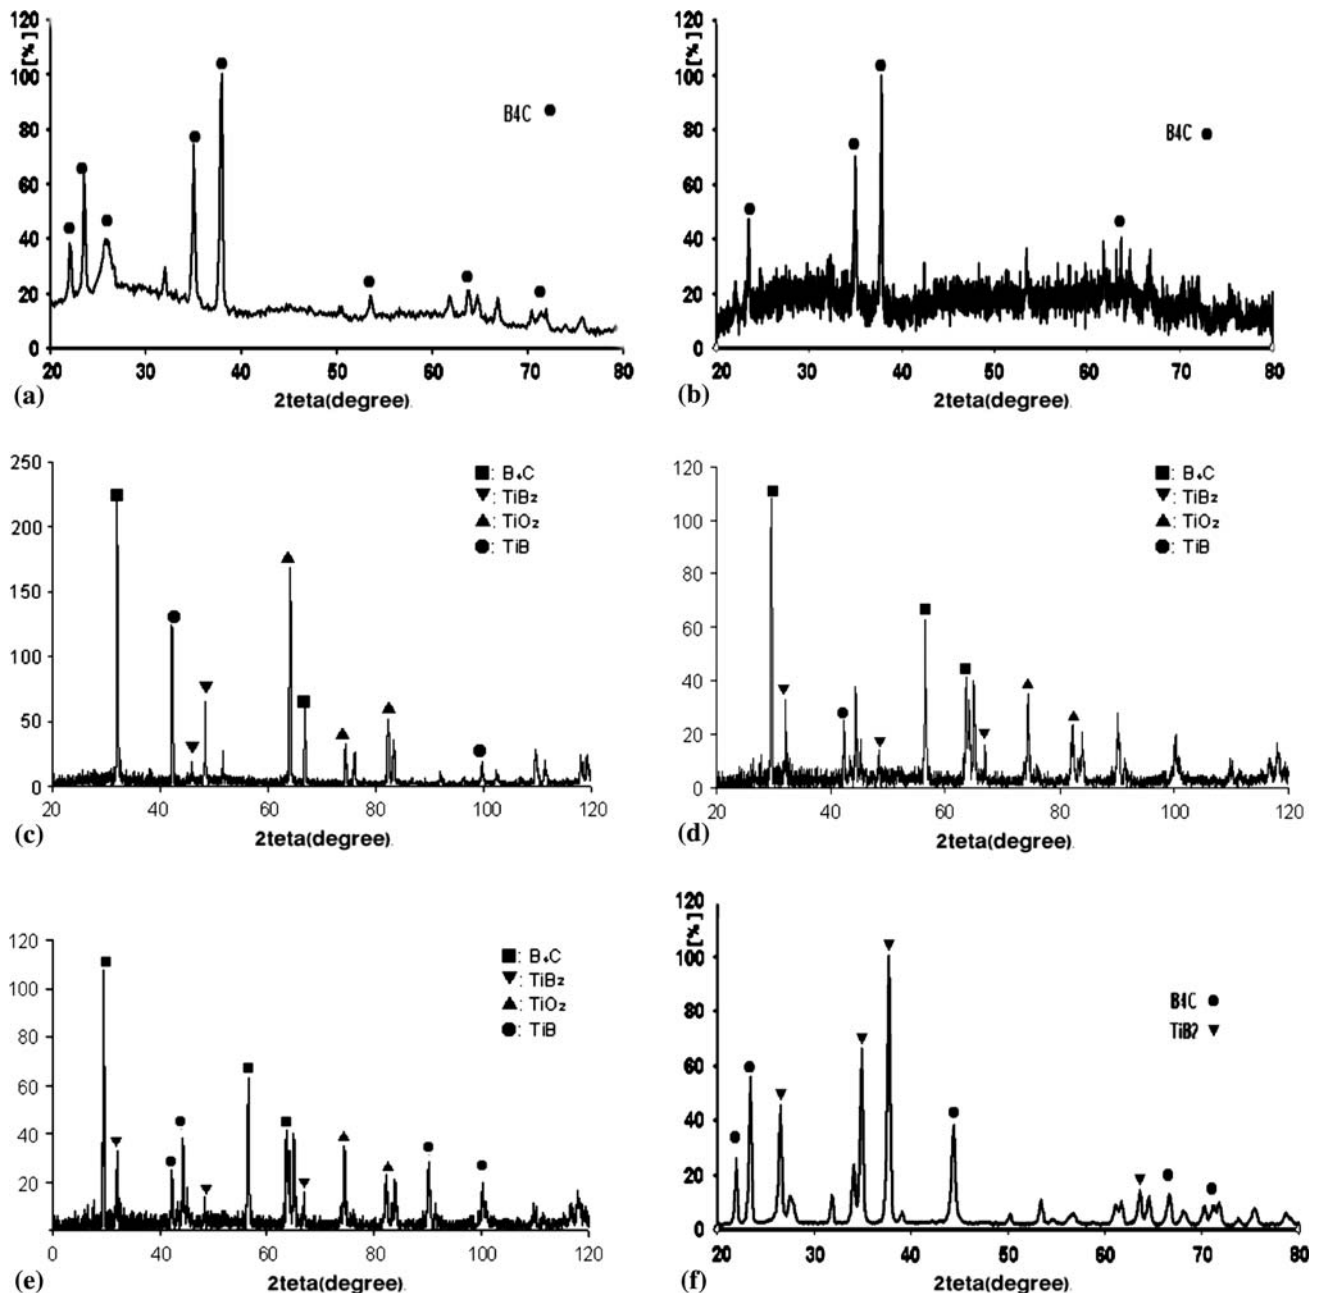 120
[%]
100
80
60
40
20
0
20 30 40 50 60 70 80
B4C
(a)
2teta(degree).
120
[%]
100
80
60
40
20
0
20 30 40 50 60 70 80
B4C
(b)
2teta(degree).
250
200
150
100
50
0
20 40 60 80 100 120
: B₄C
: TiB₂
: TiO₂
: TiB
(c)
2teta(degree).
120
100
80
60
40
20
0
20 40 60 80 100 120
: B₄C
: TiB₂
: TiO₂
: TiB
(d)
2teta(degree).
120
100
80
60
40
20
0 20 40 60 80 100 120
: B₄C
: TiB₂
: TiO₂
: TiB
(e)
2teta(degree).
120
[%]
100
80
60
40
20
0
20 30 40 50 60 70 80
B4C
TiB2
(f)
2teta(degree).